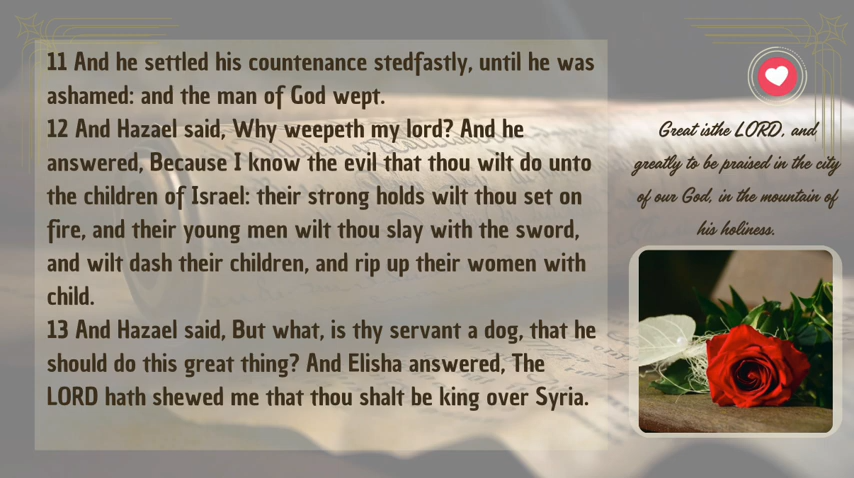 11 And he settled his countenance stedfastly, until he was
ashamed: and the man of God wept.
12 And Hazael said, Why weepeth my lord? And he
answered, Because I know the evil that thou wilt do unto
the children of Israel: their strong holds wilt thou set on
fire, and their young men wilt thou slay with the sword,
and wilt dash their children, and rip up their women with
child.
13 And Hazael said, But what, is thy servant a dog, that he
should do this great thing? And Elisha answered, The
LORD hath shewed me that thou shalt be king over Syria.
Great isthe LORD, and
greatly to be praised in the city
of our God, in the mountain of
his holiness.